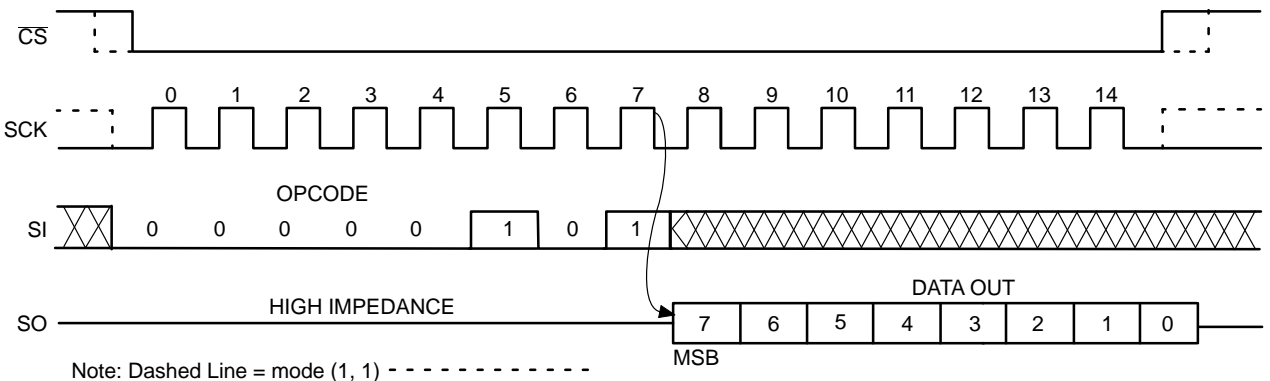 CS
0 1 2 3 4 5 6 7 8 9 10 11 12 13 14
SCK
OPCODE
SI 0 0 0 0 0 1 0 1
HIGH IMPEDANCE
DATA OUT
SO 7 6 5 4 3 2 1 0
MSB
Note: Dashed Line = mode (1, 1)